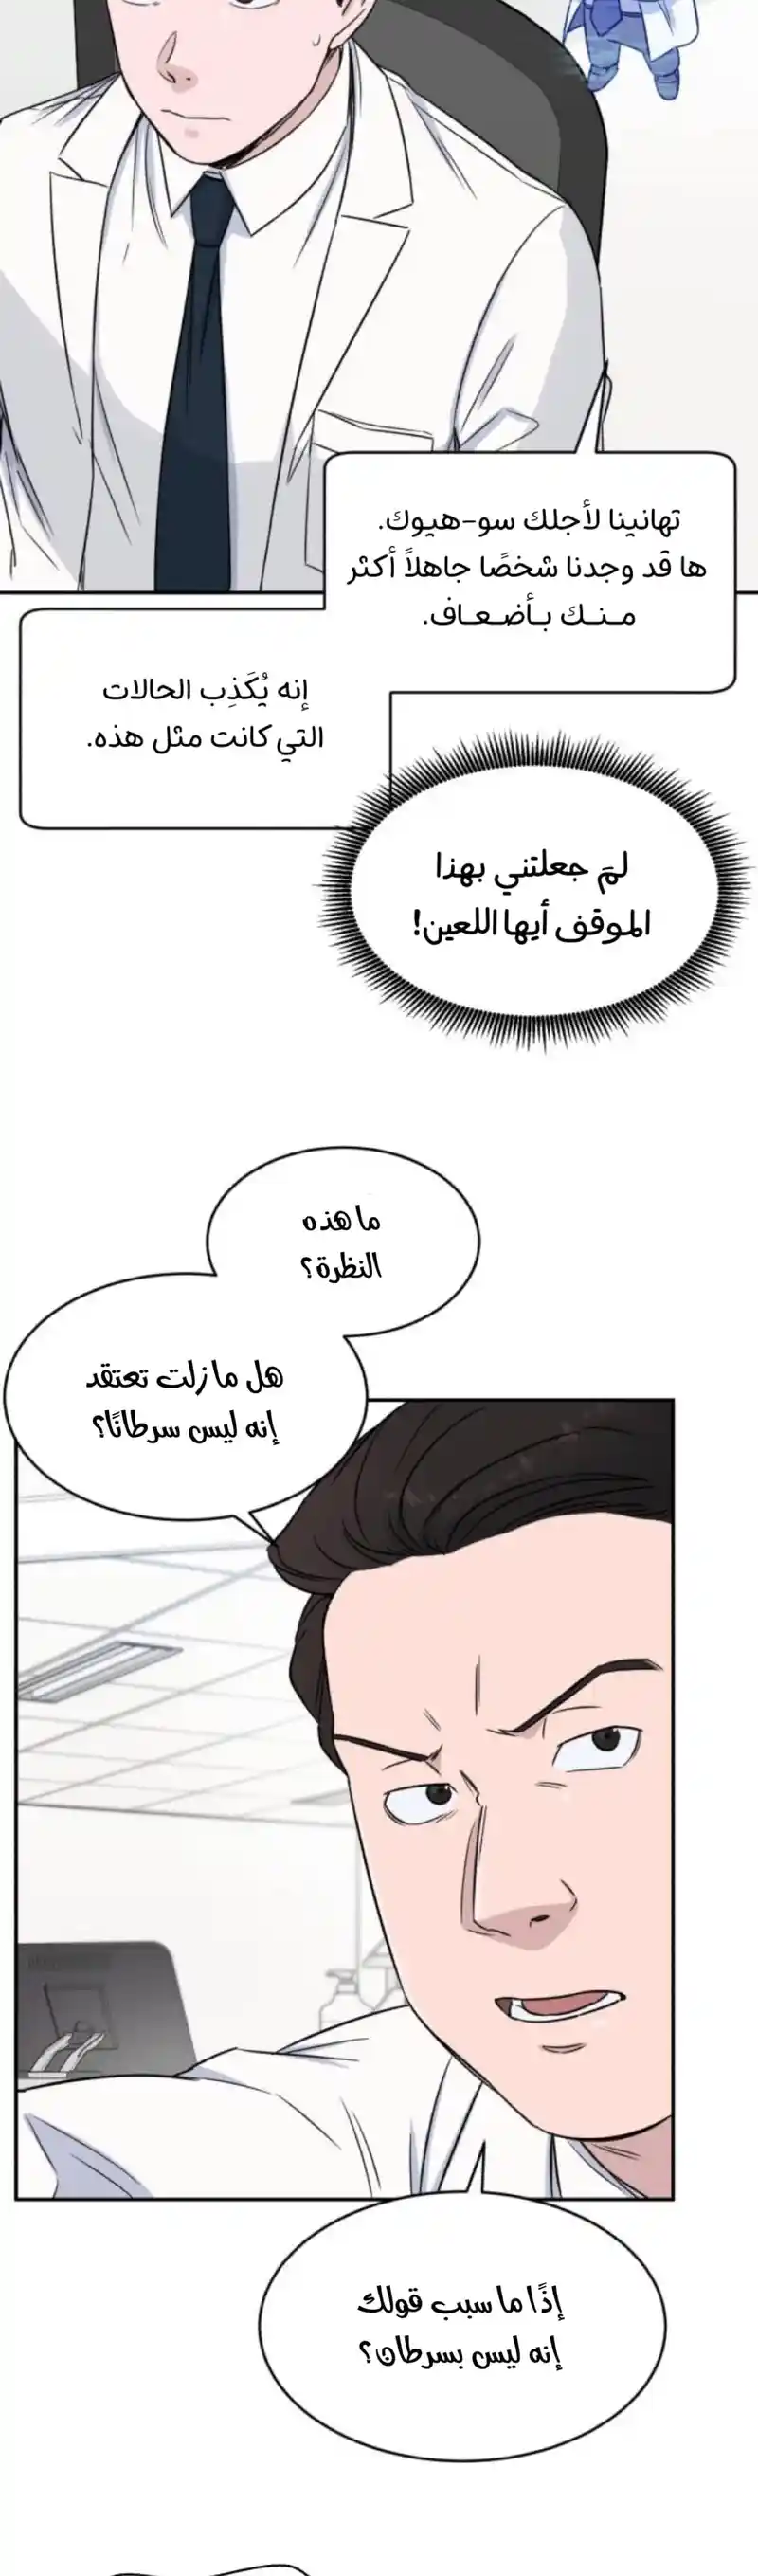 تهانينا لأجلك سو-هيوك.
ها قد وجدنا شخصًا جاهلاً أكثر
مـنـك بـأضـعـاف.
إنه يُكَذِب الحالات
التي كانت مثل هذه.
لمَ جعلتني بهذا
الموقف أيها اللعين!
ما هذه
النظرة؟
هل ما زلت تعتقد
إنه ليس سرطانًا؟
إذًا ما سبب قولك
إنه ليس بسرطان؟